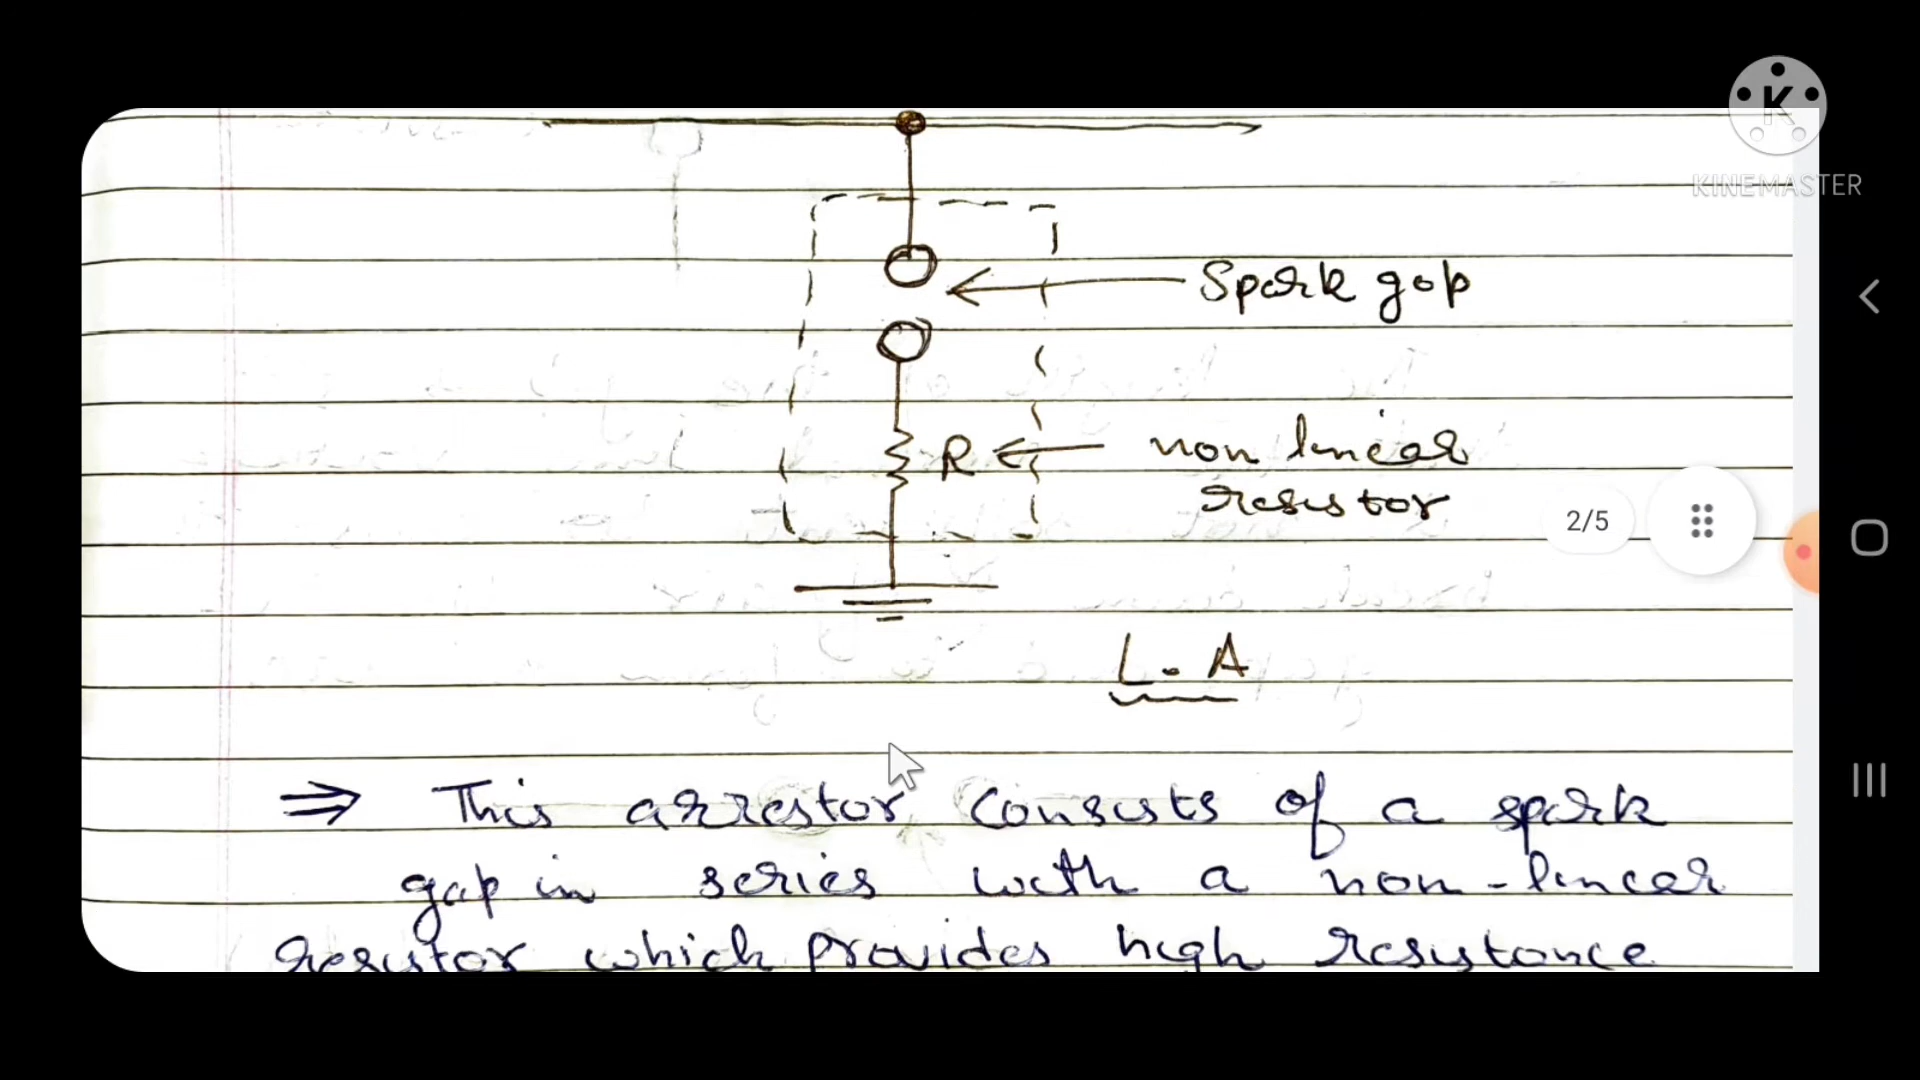 KINEMASTER
Spark gap
R
non linear
resistor
2/5
L.A
⇒ This arrestor consists of a spark
gap in series with a non-linear
resistor which provides high resistance